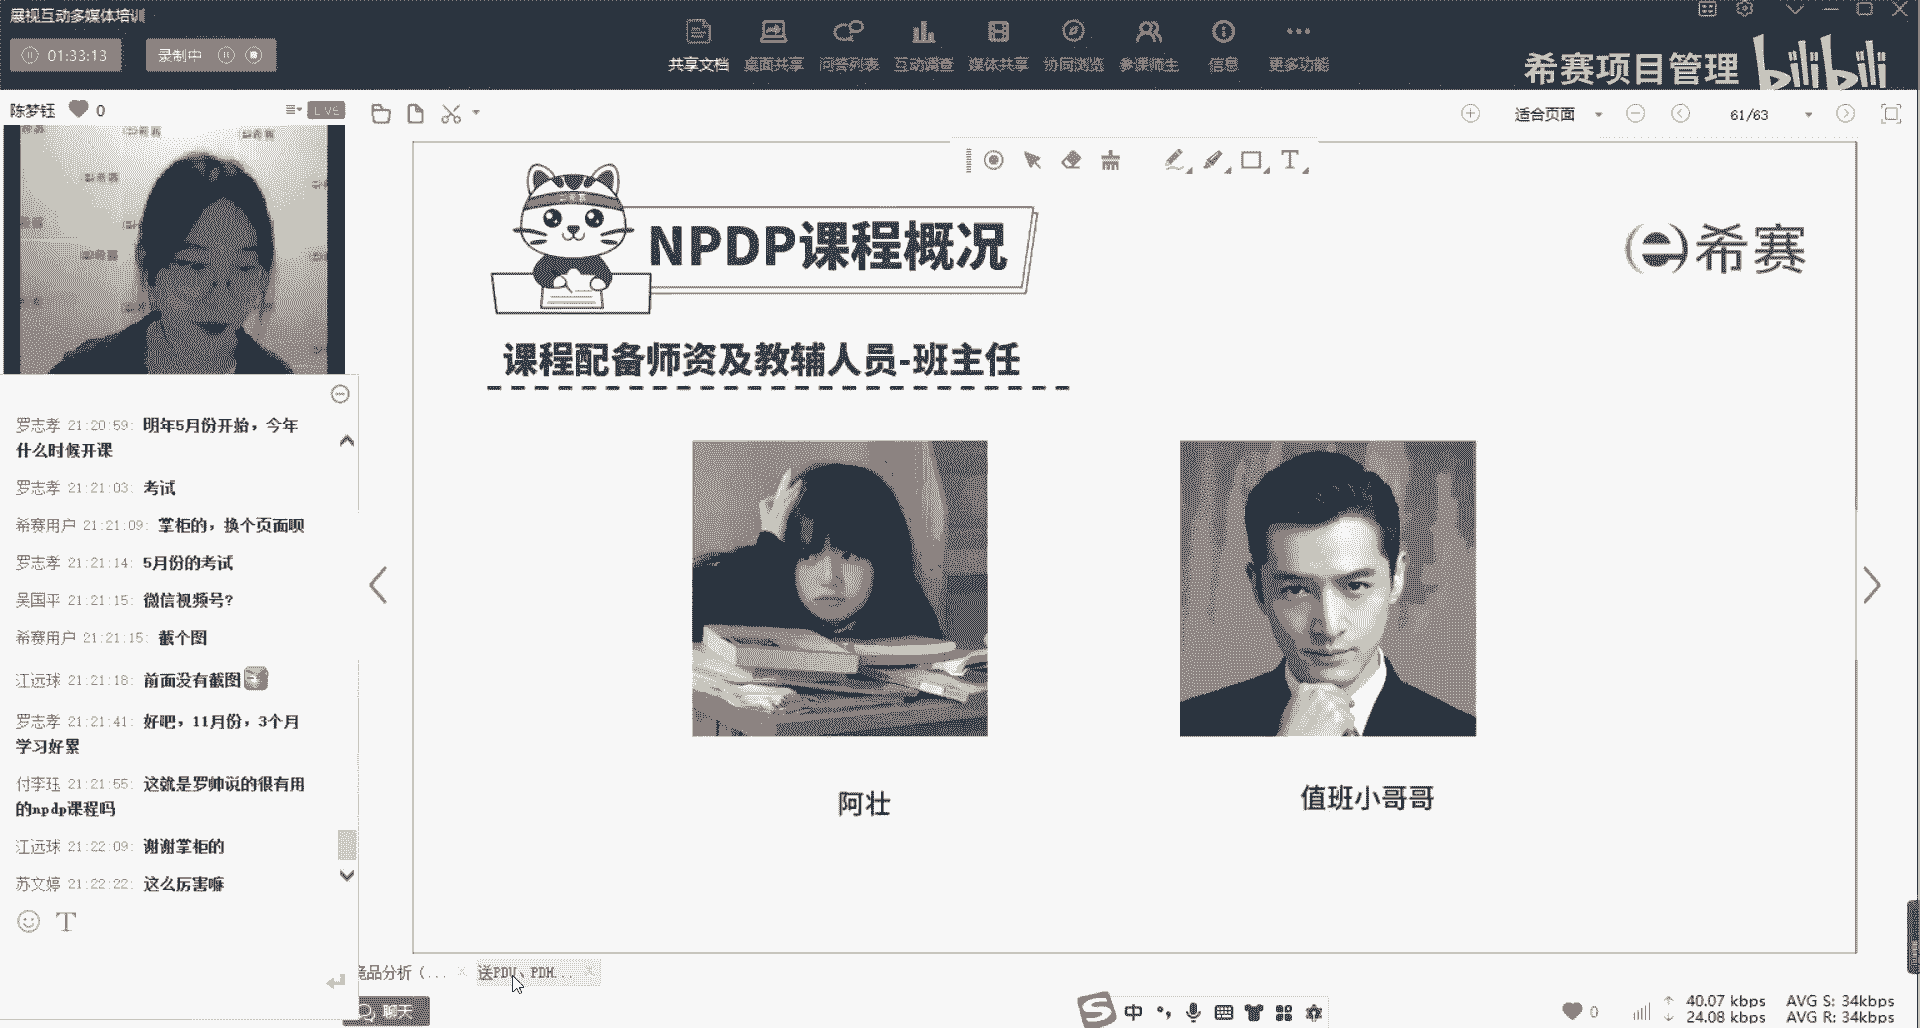 展视互动多媒体培训
01:33:13
录制中
共享文档
桌面共享
问答列表
互动调查
媒体共享
协同浏览
参课师生
信息
更多功能
希赛项目管理
bilibili
陈梦钰
0
LIVE
适合页面
61/63
罗志孝 21:20:59: 明年5月份开始，今年
什么时候开课
罗志孝 21:21:03: 考试
希赛用户 21:21:09: 掌柜的，换个页面呗
罗志孝 21:21:14: 5月份的考试
吴国平 21:21:15: 微信视频号?
希赛用户 21:21:15: 截个图
江远球 21:21:18: 前面没有截图
罗志孝 21:21:41: 好吧，11月份，3个月
学习好累
付李珏 21:21:55: 这就是罗帅说的很有用
的npdp课程吗
江远球 21:22:09: 谢谢掌柜的
苏文婷 21:22:22: 这么厉害嘛
T
NPDP课程概况
希赛
课程配备师资及教辅人员-班主任
阿壮
值班小哥哥
竞品分析（...
送PDU、PDH...
聊天
中
0
40.07 kbps
AVG S: 34kbps
24.08 kbps
AVG R: 34kbps